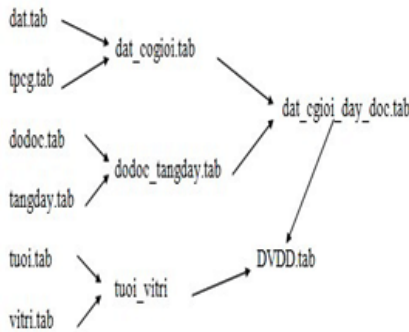 dat.tab
dat_cogioi.tab
tpcg.tab
dat_cgioi_day_doc.tab
dodoc.tab
dodoc_tangday.tab
tangday.tab
tuoi.tab
DVDD.tab
tuoi_vitri
vitri.tab